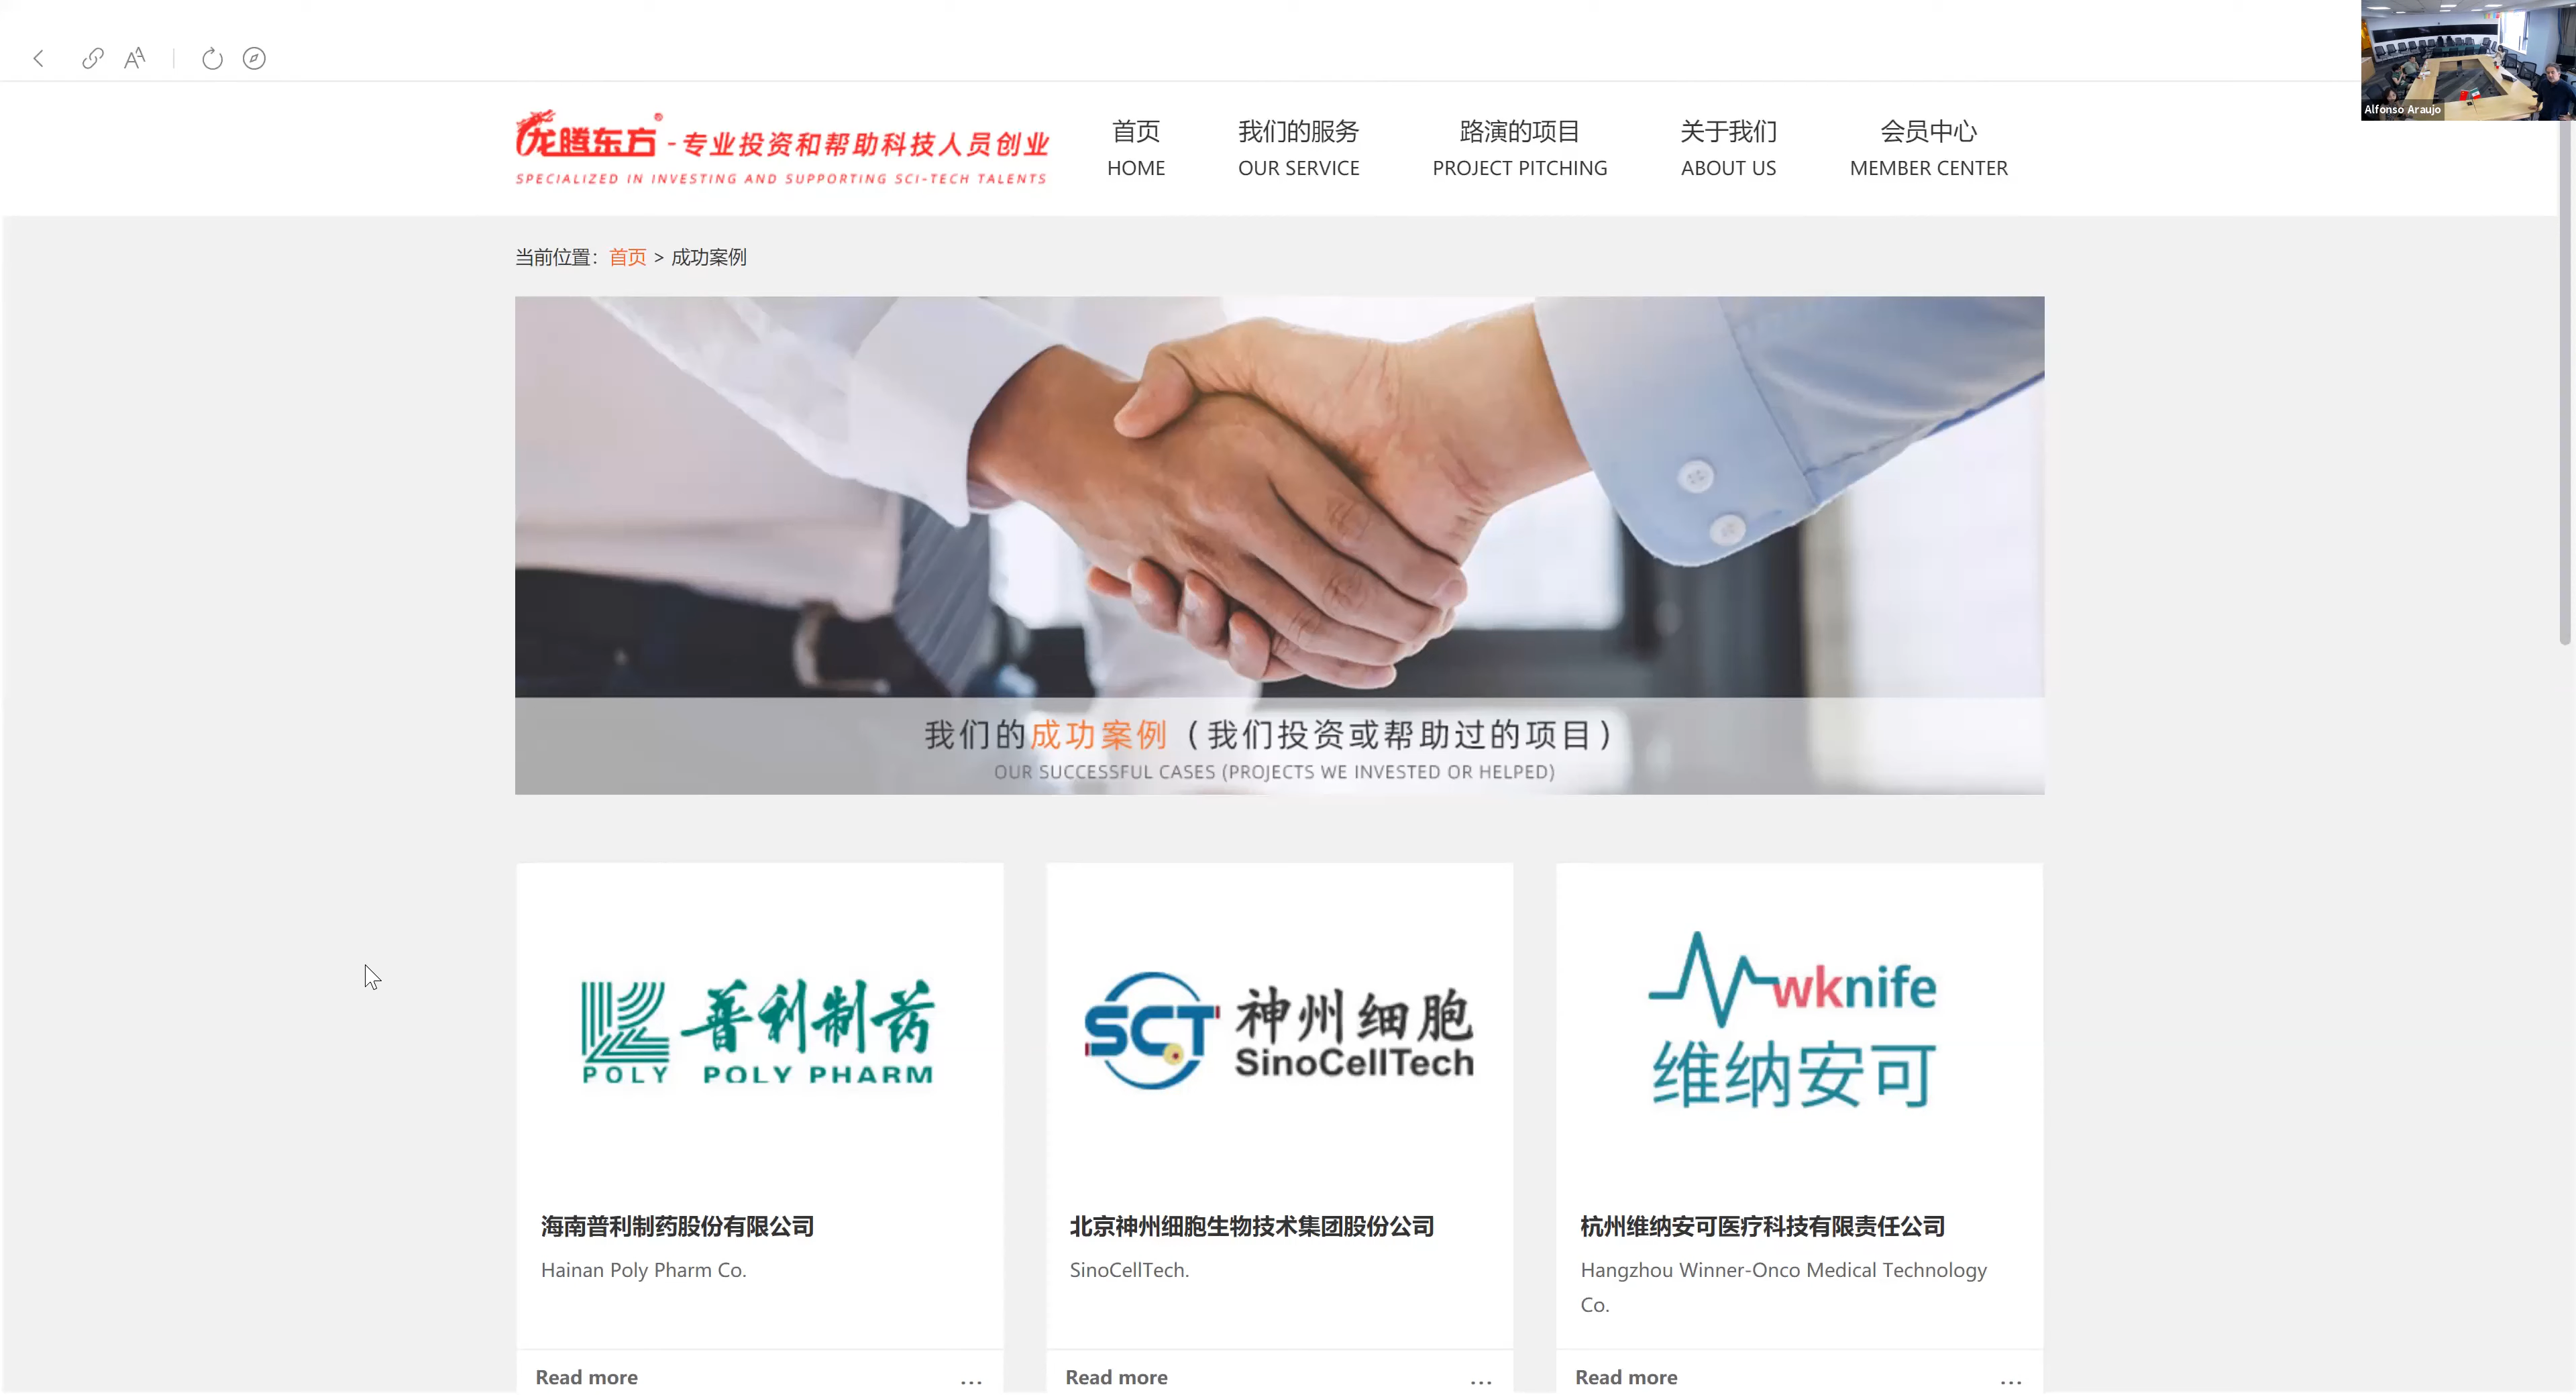 Alfonso Araujo
龙腾东方® - 专业投资和帮助科技人员创业
SPECIALIZED IN INVESTING AND SUPPORTING SCI-TECH TALENTS
首页
HOME
我们的服务
OUR SERVICE
路演的项目
PROJECT PITCHING
关于我们
ABOUT US
会员中心
MEMBER CENTER
当前位置：首页 > 成功案例
我们的成功案例（我们投资或帮助过的项目）
OUR SUCCESSFUL CASES (PROJECTS WE INVESTED OR HELPED)
普利制药
POLY POLY PHARM
海南普利制药股份有限公司
Hainan Poly Pharm Co.
Read more ...
SCT 神州细胞
SinoCellTech
北京神州细胞生物技术集团股份公司
SinoCellTech.
Read more ...
wknife
维纳安可
杭州维纳安可医疗科技有限责任公司
Hangzhou Winner-Onco Medical Technology
Co.
Read more ...